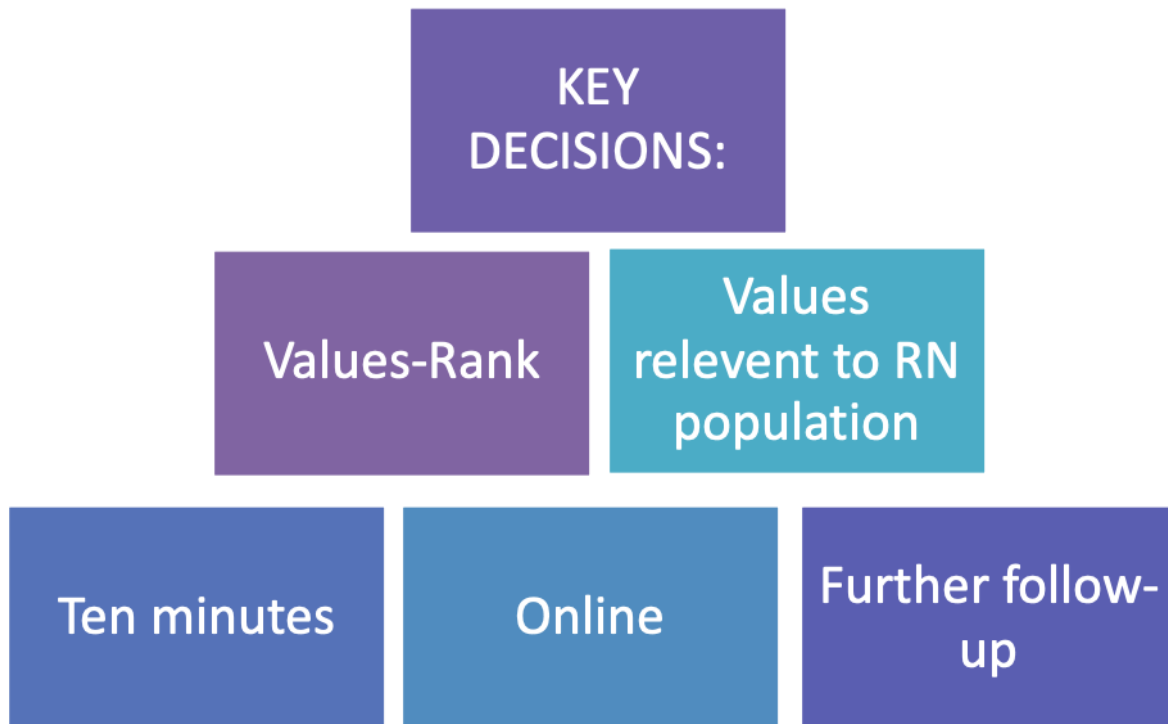 KEY
DECISIONS:
Values-Rank
Values
relevent to RN
population
Ten minutes
Online
Further follow-
up